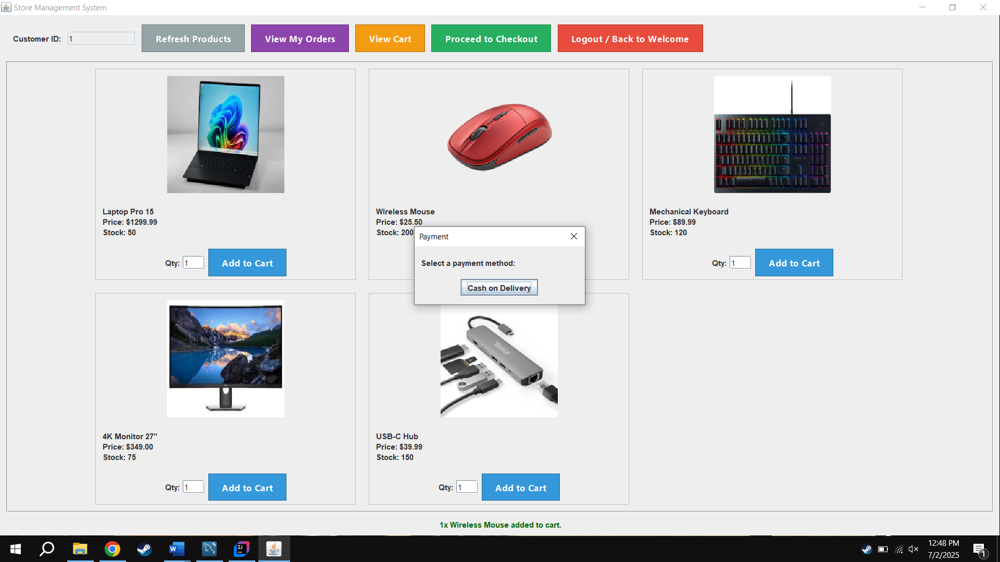 Store Management System
Customer ID: 1 Refresh Products View My Orders View Cart Proceed to Checkout Logout / Back to Welcome
Laptop Pro 15
Price: $1299.99
Stock: 50
Qty: 1 Add to Cart
Wireless Mouse
Price: $25.50
Stock: 200
Mechanical Keyboard
Price: $89.99
Stock: 120
Qty: 1 Add to Cart
Payment
Select a payment method:
Cash on Delivery
4K Monitor 27"
Price: $349.00
Stock: 75
Qty: 1 Add to Cart
USB-C Hub
Price: $39.99
Stock: 150
Qty: 1 Add to Cart
1x Wireless Mouse added to cart.
12:48 PM
7/2/2025
1